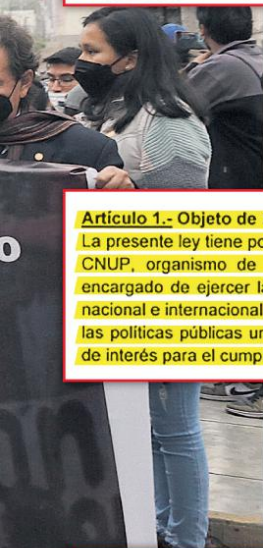 o
Artículo 1.- Objeto de
La presente ley tiene po
CNUP, organismo de
encargado de ejercer la
nacional e internacional
las políticas públicas un
de interés para el cump